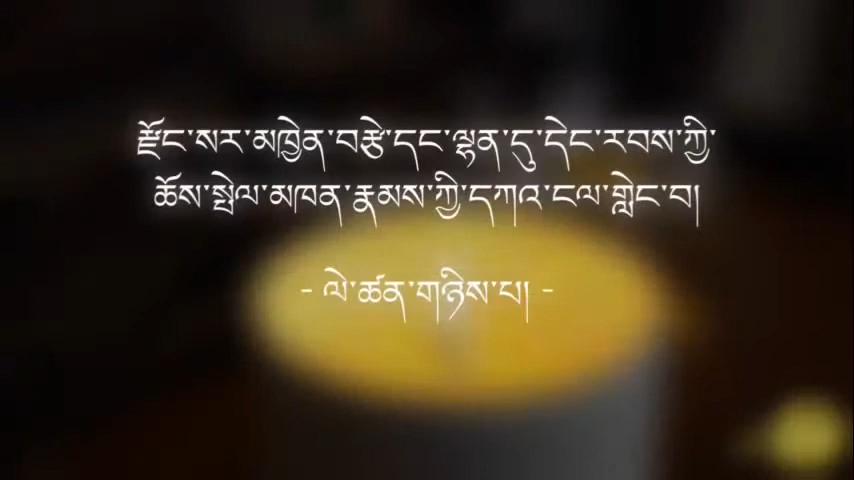 རྫོང་སར་མཁྱེན་བརྩེ་དང་ལྷན་དུ་དེང་རབས་ཀྱི་
ཆོས་སྤེལ་མཁན་རྣམས་ཀྱི་དཀའ་ངལ་གླེང་བ།
- ལེ་ཚན་གཉིས་པ། -